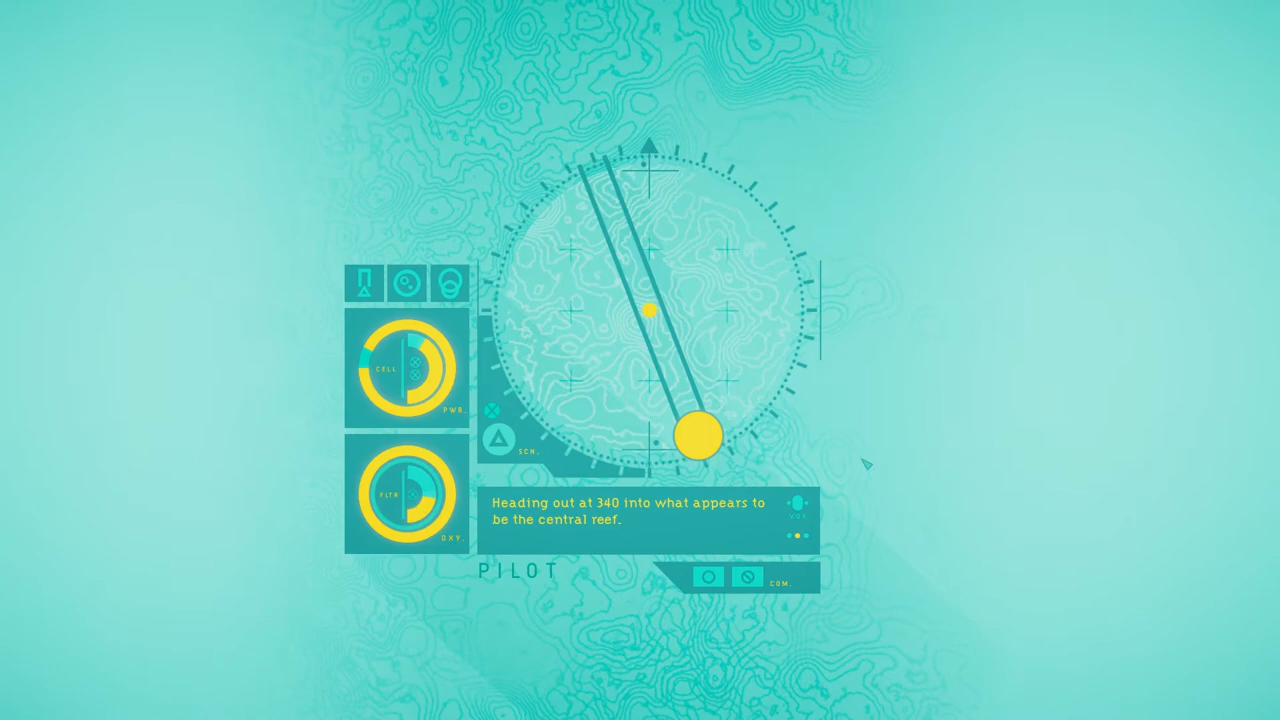 CELL
PWR.
FLTR
OXY.
SCN.
Heading out at 340 into what appears to
be the central reef.
VOX
PILOT
COM.